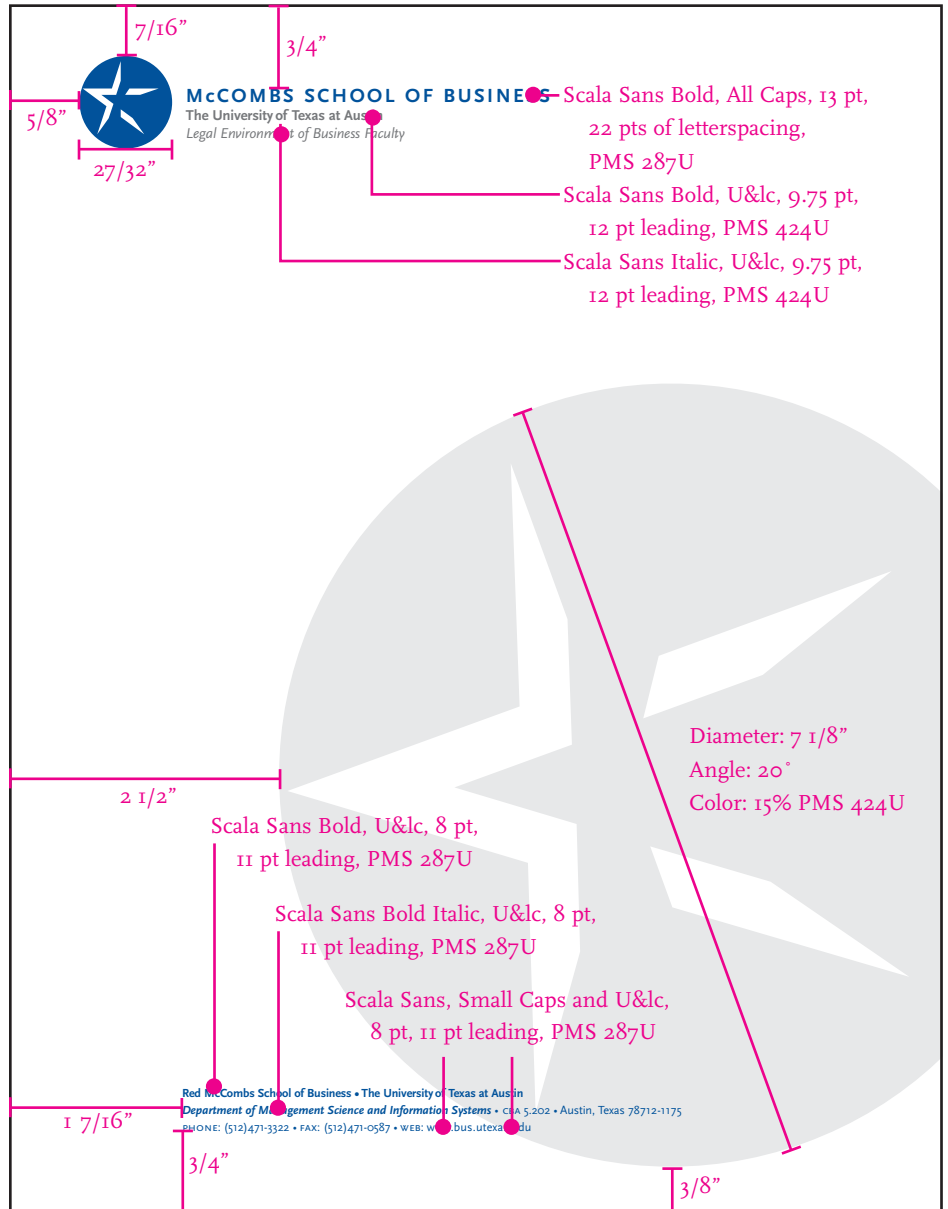 7/16”
3/4”
McCOMBS SCHOOL OF BUSINESS
The University of Texas at Austin
Legal Environment of Business Faculty
5/8”
27/32”
Scala Sans Bold, All Caps, 13 pt,
22 pts of letterspacing,
PMS 287U
Scala Sans Bold, U&lc, 9.75 pt,
12 pt leading, PMS 424U
Scala Sans Italic, U&lc, 9.75 pt,
12 pt leading, PMS 424U
Diameter: 7 1/8”
Angle: 20°
Color: 15% PMS 424U
2 1/2”
Scala Sans Bold, U&lc, 8 pt,
11 pt leading, PMS 287U
Scala Sans Bold Italic, U&lc, 8 pt,
11 pt leading, PMS 287U
Scala Sans, Small Caps and U&lc,
8 pt, 11 pt leading, PMS 287U
Red McCombs School of Business • The University of Texas at Austin
Department of Management Science and Information Systems • CBA 5.202 • Austin, Texas 78712-1175
PHONE: (512)471-3322 • FAX: (512)471-0587 • WEB: www.bus.utexas.edu
1 7/16”
3/4”
3/8”